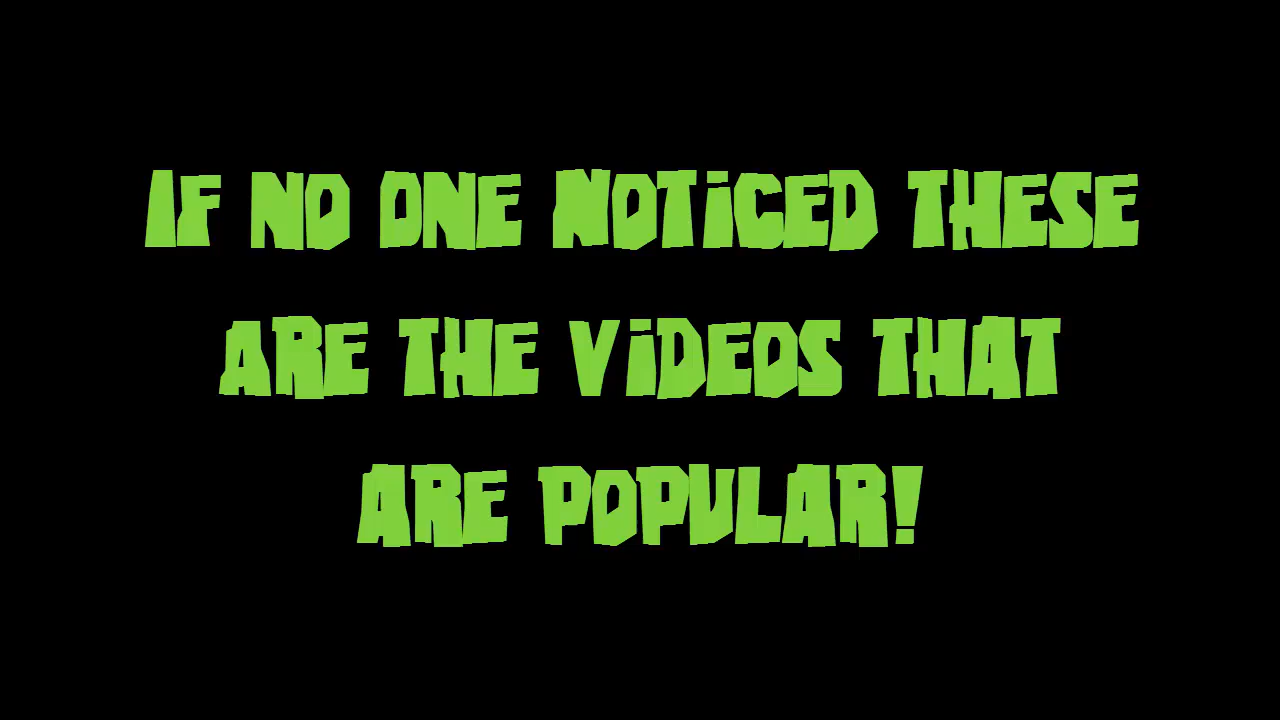 IF NO ONE NOTICED THESE
ARE THE VIDEOS THAT
ARE POPULAR!